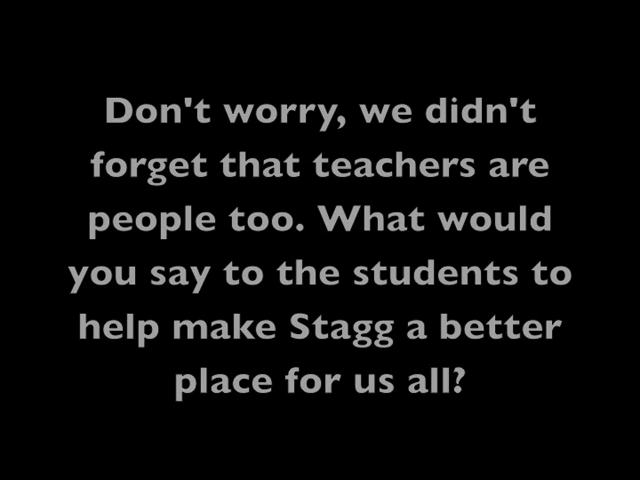 Don't worry, we didn't
forget that teachers are
people too. What would
you say to the students to
help make Stagg a better
place for us all?